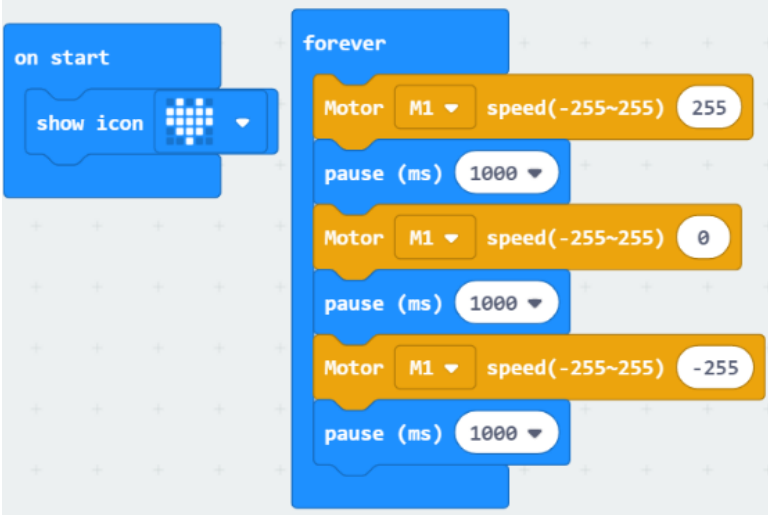 on start
show icon
forever
Motor M1 speed(-255~255) 255
pause (ms) 1000
Motor M1 speed(-255~255) 0
pause (ms) 1000
Motor M1 speed(-255~255) -255
pause (ms) 1000